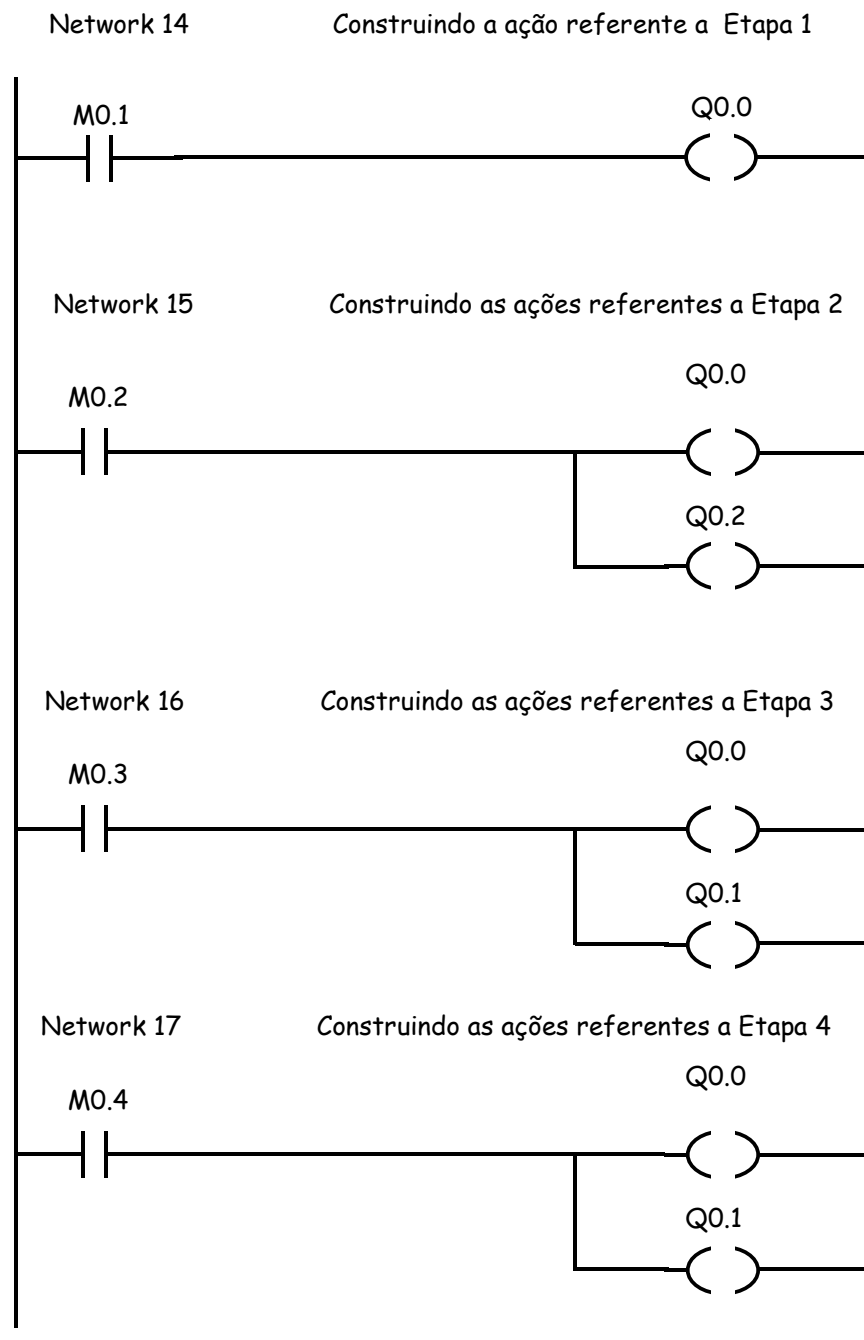 Network 14 Construindo a ação referente a Etapa 1
M0.1 Q0.0
Network 15 Construindo as ações referentes a Etapa 2
Q0.0
M0.2
Q0.2
Network 16 Construindo as ações referentes a Etapa 3
Q0.0
M0.3
Q0.1
Network 17 Construindo as ações referentes a Etapa 4
Q0.0
M0.4
Q0.1